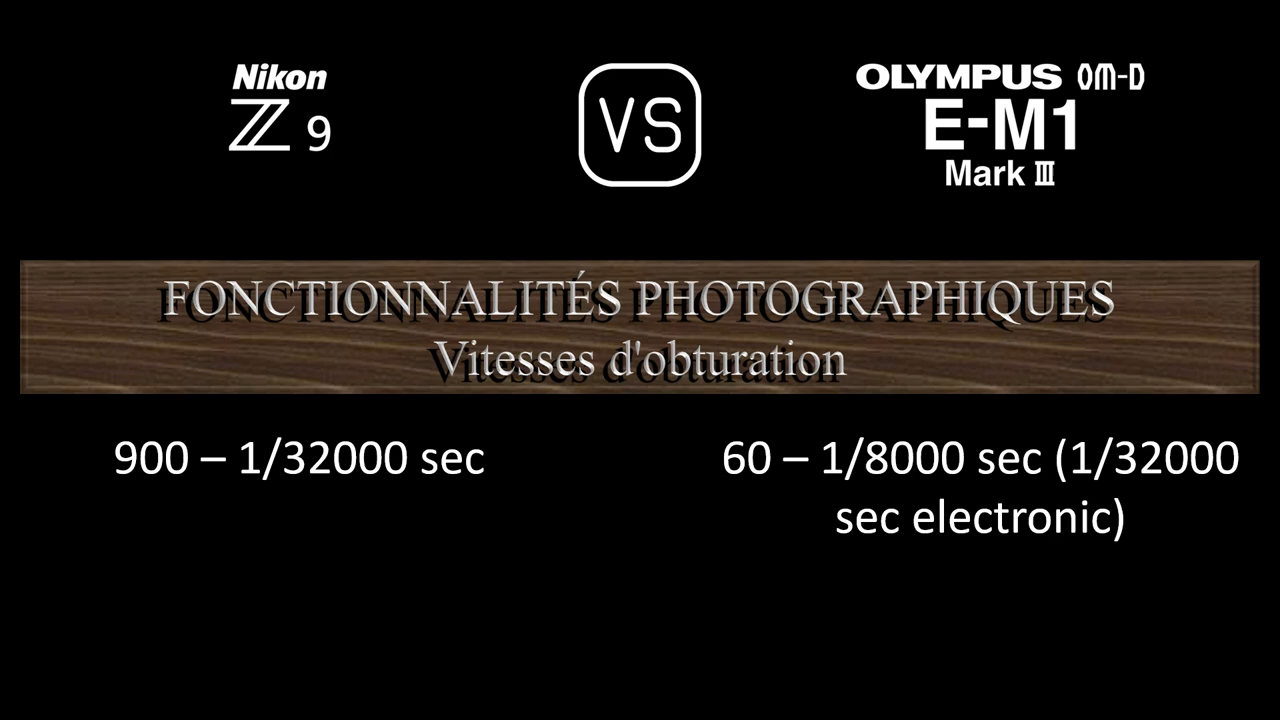 Nikon
Z 9
VS
OLYMPUS OM-D
E-M1
Mark III
FONCTIONNALITÉS PHOTOGRAPHIQUES
Vitesses d'obturation
900 – 1/32000 sec
60 – 1/8000 sec (1/32000
sec electronic)